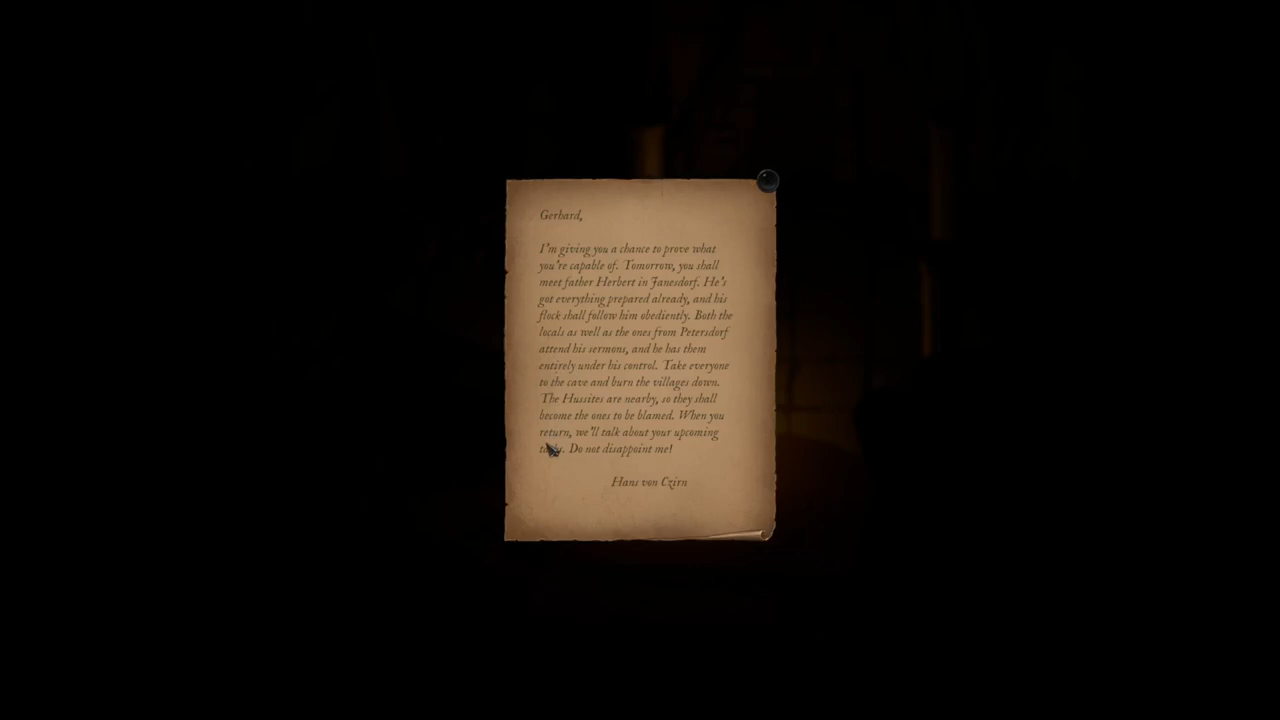 Gerhard,
I'm giving you a chance to prove what
you're capable of. Tomorrow, you shall
meet father Herbert in Janesdorf. He's
got everything prepared already, and his
flock shall follow him obediently. Both the
locals as well as the ones from Petersdorf
attend his sermons, and he has them
entirely under his control. Take everyone
to the cave and burn the villages down.
The Hussites are nearby, so they shall
become the ones to be blamed. When you
return, we'll talk about your upcoming
Do not disappoint me!
Hans von Czirn